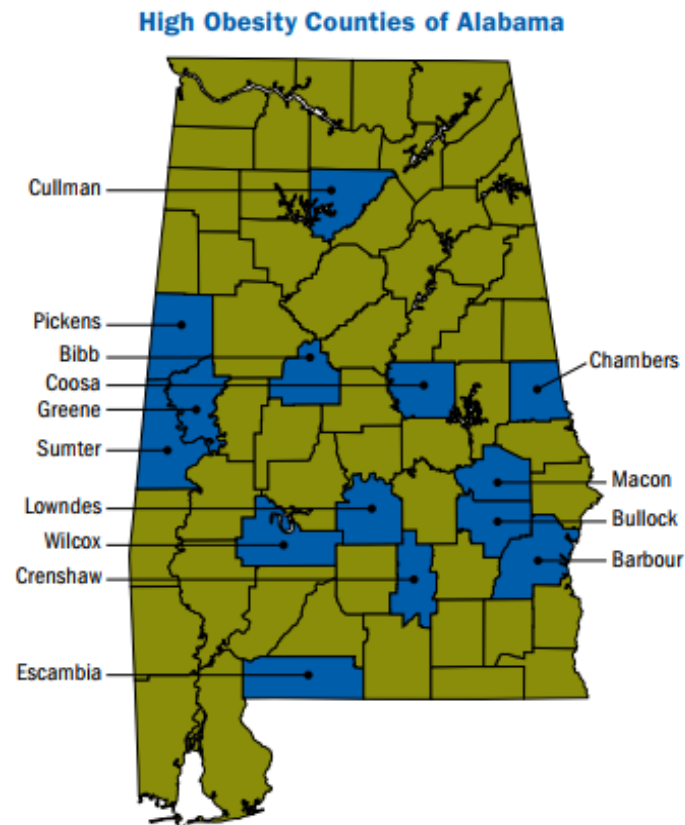 High Obesity Counties of Alabama
Cullman
Pickens
Bibb
Coosa
Greene
Sumter
Lowndes
Wilcox
Crenshaw
Escambia
Chambers
Macon
Bullock
Barbour